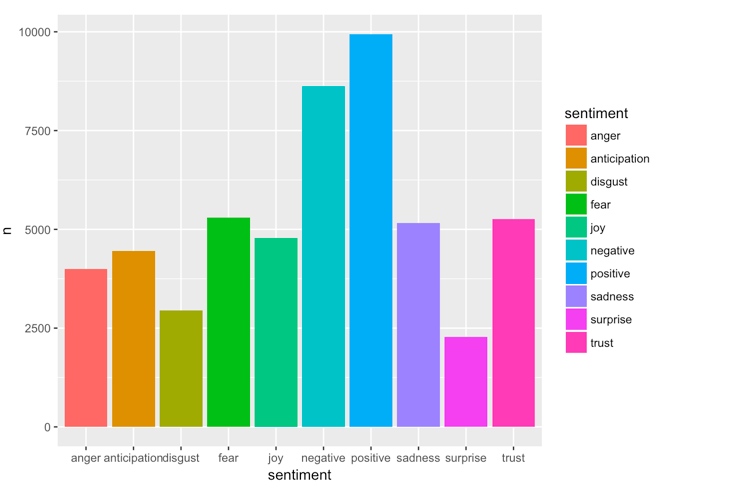 10000
7500
5000
2500
0
n
anger anticipation disgust fear joy negative positive sadness surprise trust
sentiment
sentiment
anger
anticipation
disgust
fear
joy
negative
positive
sadness
surprise
trust